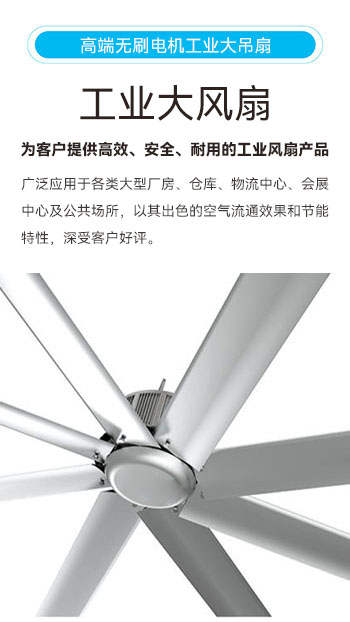 高端无刷电机工业大吊扇
工业大风扇
为客户提供高效、安全、耐用的工业风扇产品
广泛应用于各类大型厂房、仓库、物流中心、会展
中心及公共场所，以其出色的空气流通效果和节能
特性，深受客户好评。